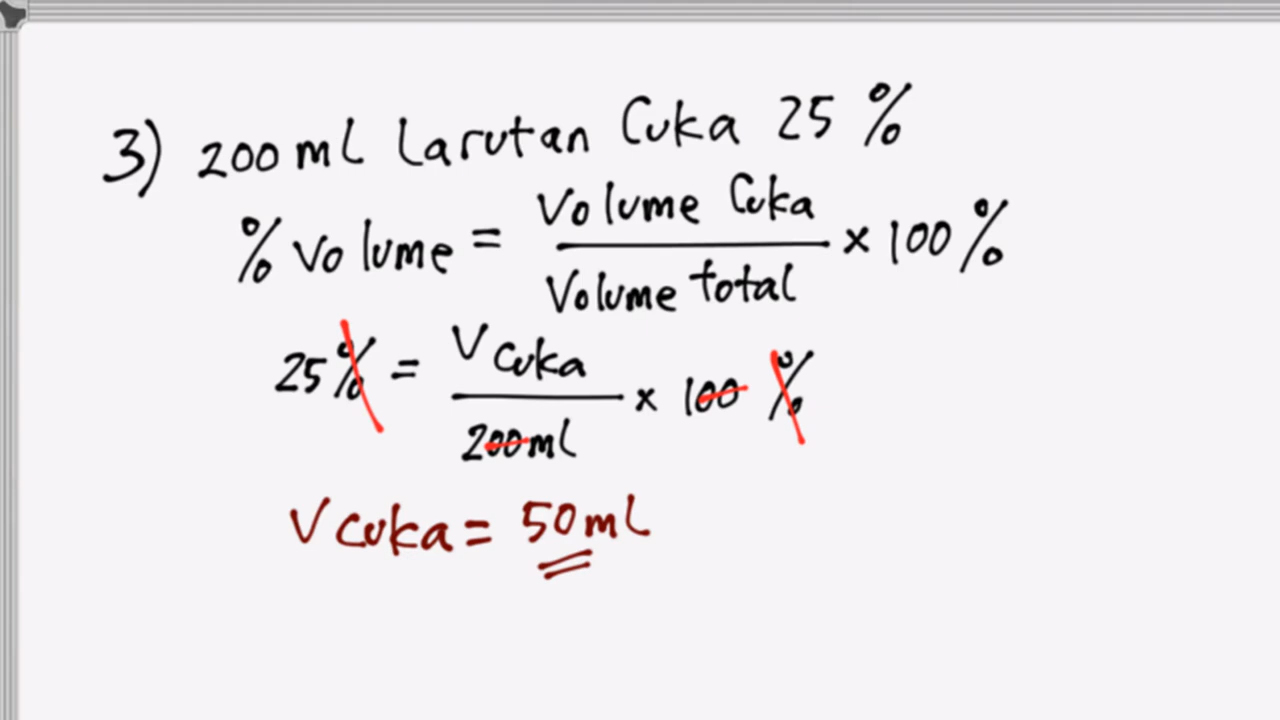 3) 200 ml Larutan Cuka 25 %
% Volume = Volume Cuka / Volume total x 100 %
25% = V Cuka / 200 ml x 100 %
V Cuka = 50 ml